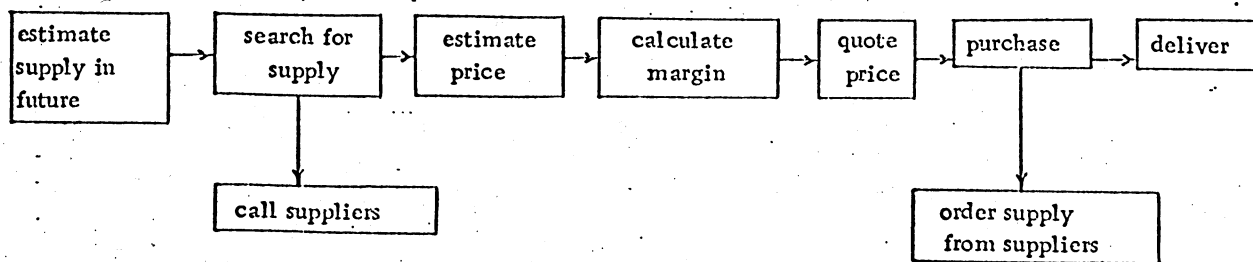 estimate
supply in
future
search for
supply
estimate
price
calculate
margin
quote
price
purchase
deliver
call suppliers
order supply
from suppliers